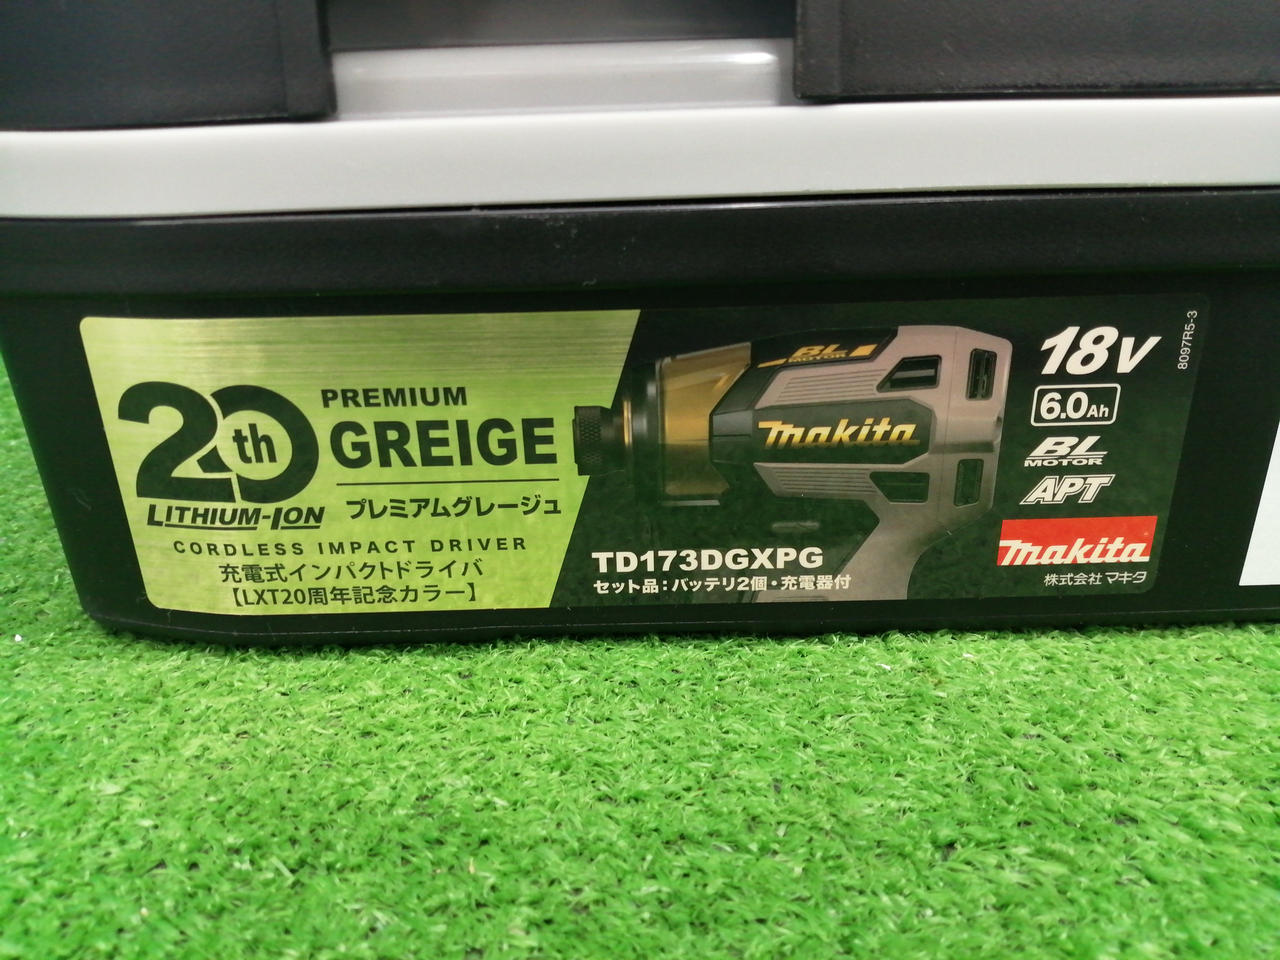 20th
LITHIUM-ION
PREMIUM
GREIGE
プレミアムグレージュ
CORDLESS IMPACT DRIVER
充電式インパクトドライバ
【LXT20周年記念カラー】
BL
MOTOR
makita
TD173DGXPG
セット品:バッテリ2個・充電器付
18V
6.0Ah
BL
MOTOR
APT
makita
株式会社 マキタ
8097R5-3